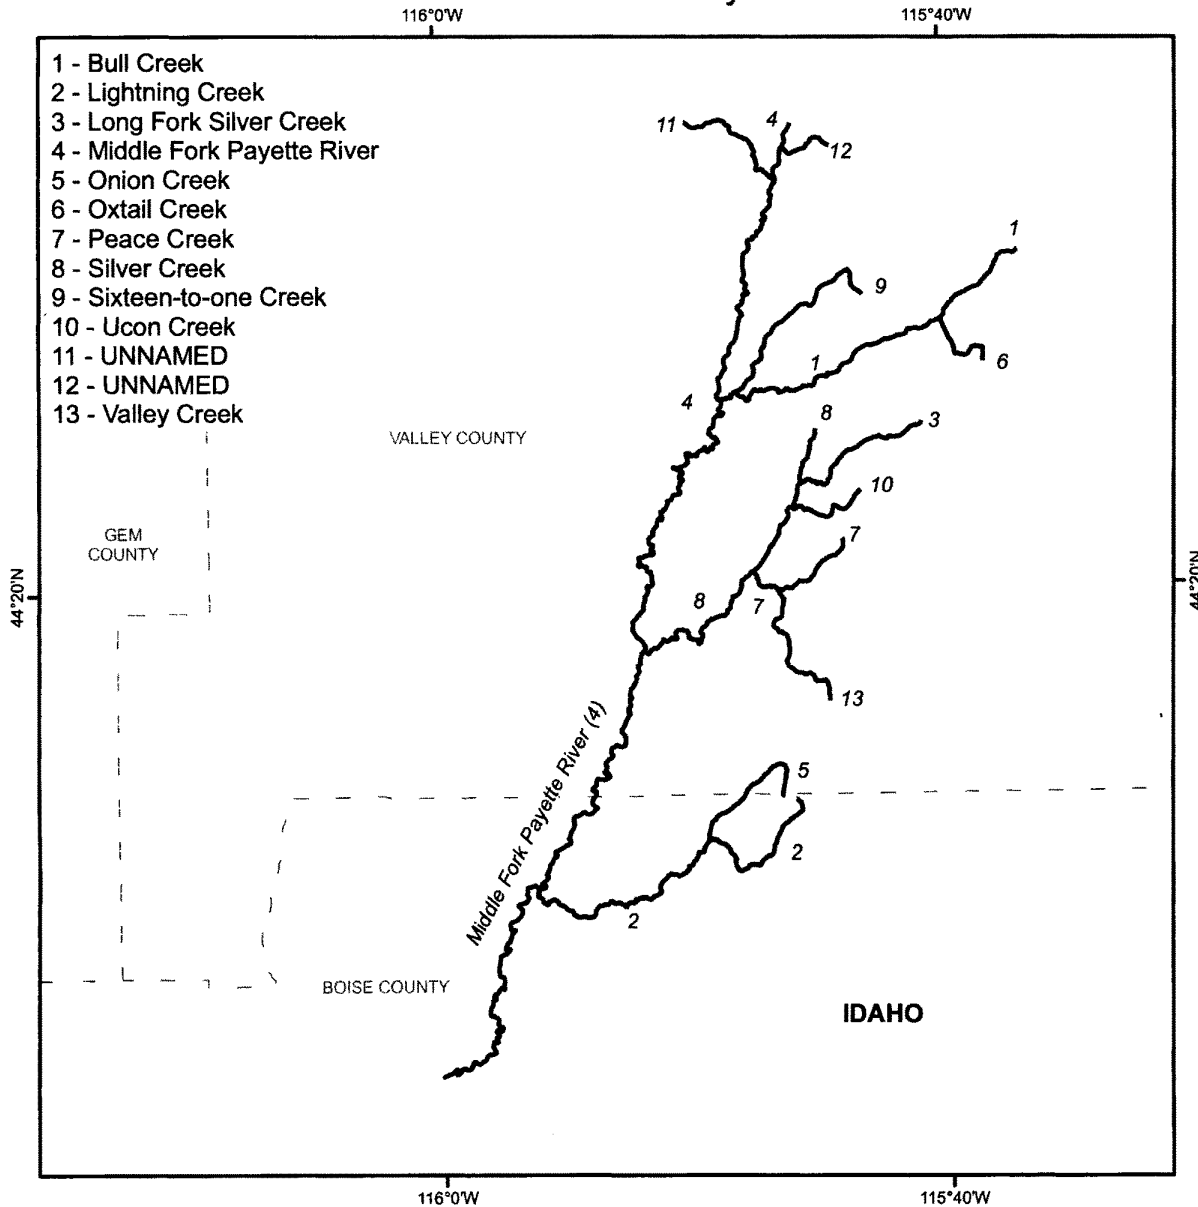 116°0'W
115°40'W
1 - Bull Creek
2 - Lightning Creek
3 - Long Fork Silver Creek
4 - Middle Fork Payette River
5 - Onion Creek
6 - Oxtail Creek
7 - Peace Creek
8 - Silver Creek
9 - Sixteen-to-one Creek
10 - Ucon Creek
11 - UNNAMED
12 - UNNAMED
13 - Valley Creek
11
4
12
1
9
6
1
4
8
3
VALLEY COUNTY
10
GEM
COUNTY
7
44°20'N
44°20'N
8
7
13
Middle Fork Payette River (4)
5
2
2
BOISE COUNTY
IDAHO
116°0'W
115°40'W